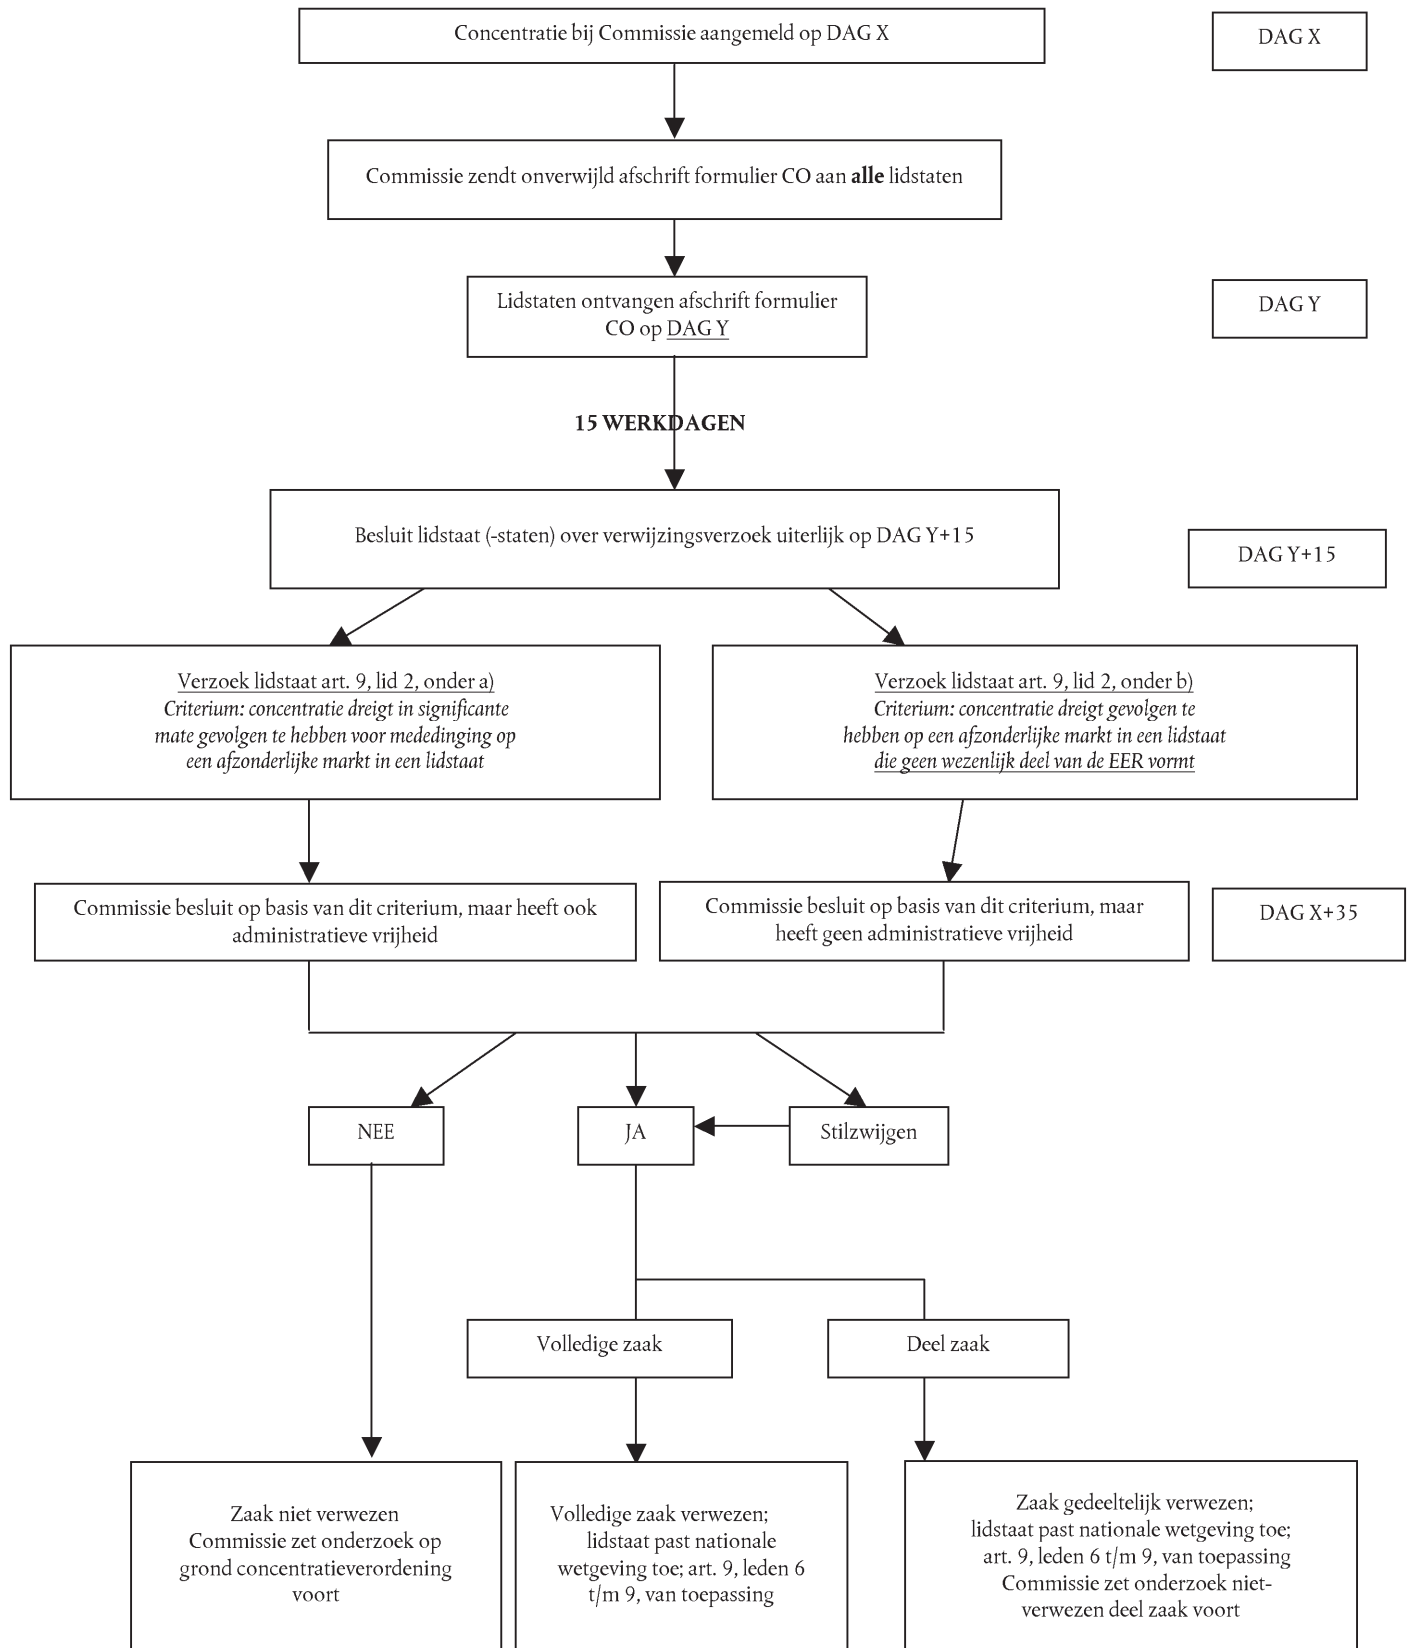 Concentratie bij Commissie aangemeld op DAG X
DAG X
Commissie zendt onverwijld afschrift formulier CO aan alle lidstaten
Lidstaten ontvangen afschrift formulier
CO op DAG Y
DAG Y
15 WERKDAGEN
Besluit lidstaat (-staten) over verwijzingsverzoek uiterlijk op DAG Y+15
DAG Y+15
Verzoek lidstaat art. 9, lid 2, onder a)
Criterium: concentratie dreigt in significante
mate gevolgen te hebben voor mededinging op
een afzonderlijke markt in een lidstaat
Verzoek lidstaat art. 9, lid 2, onder b)
Criterium: concentratie dreigt gevolgen te
hebben op een afzonderlijke markt in een lidstaat
die geen wezenlijk deel van de EER vormt
Commissie besluit op basis van dit criterium, maar heeft ook
administratieve vrijheid
Commissie besluit op basis van dit criterium, maar
heeft geen administratieve vrijheid
DAG X+35
NEE
JA
Stilzwijgen
Volledige zaak
Deel zaak
Zaak niet verwezen
Commissie zet onderzoek op
grond concentratieverordening
voort
Volledige zaak verwezen;
lidstaat past nationale
wetgeving toe; art. 9, leden 6
t/m 9, van toepassing
Zaak gedeeltelijk verwezen;
lidstaat past nationale wetgeving toe;
art. 9, leden 6 t/m 9, van toepassing
Commissie zet onderzoek niet-
verwezen deel zaak voort